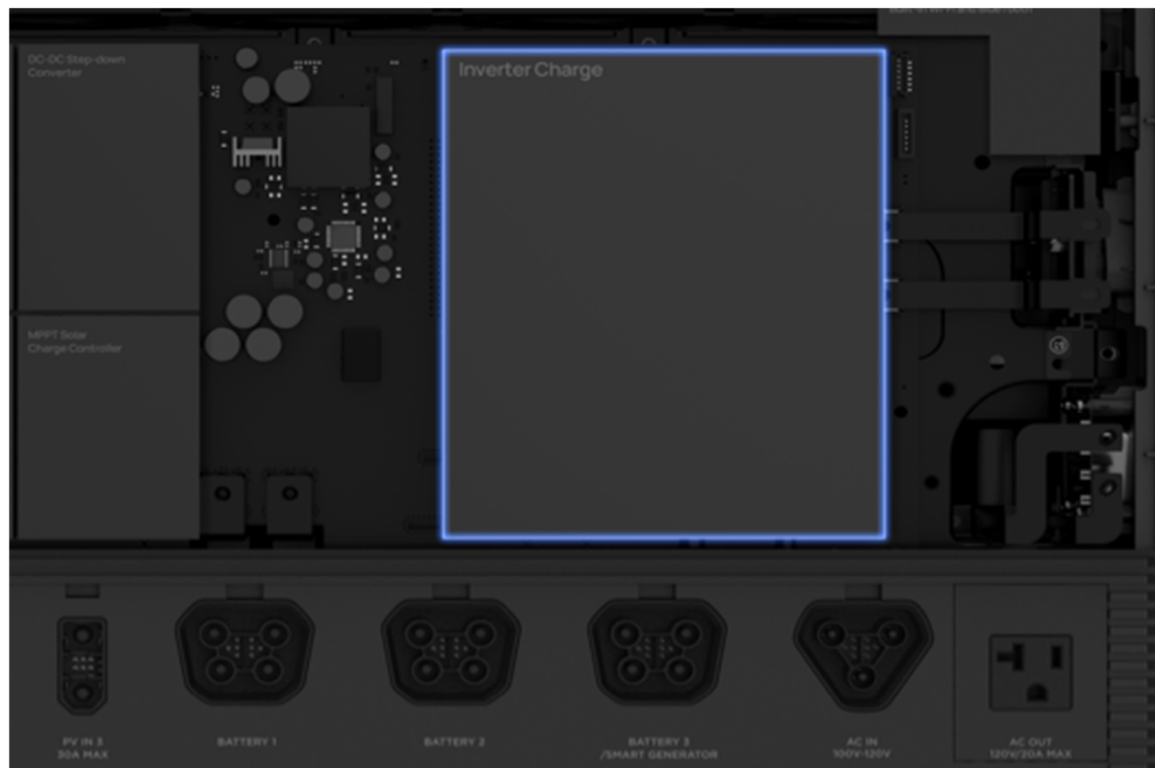 DC-DC Step-down
Converter
Inverter Charge
MPPT Solar
Charge Controller
PV IN 3
30A MAX
BATTERY 1
BATTERY 2
BATTERY 3
/SMART GENERATOR
AC IN
100V-120V
AC OUT
120V/20A MAX